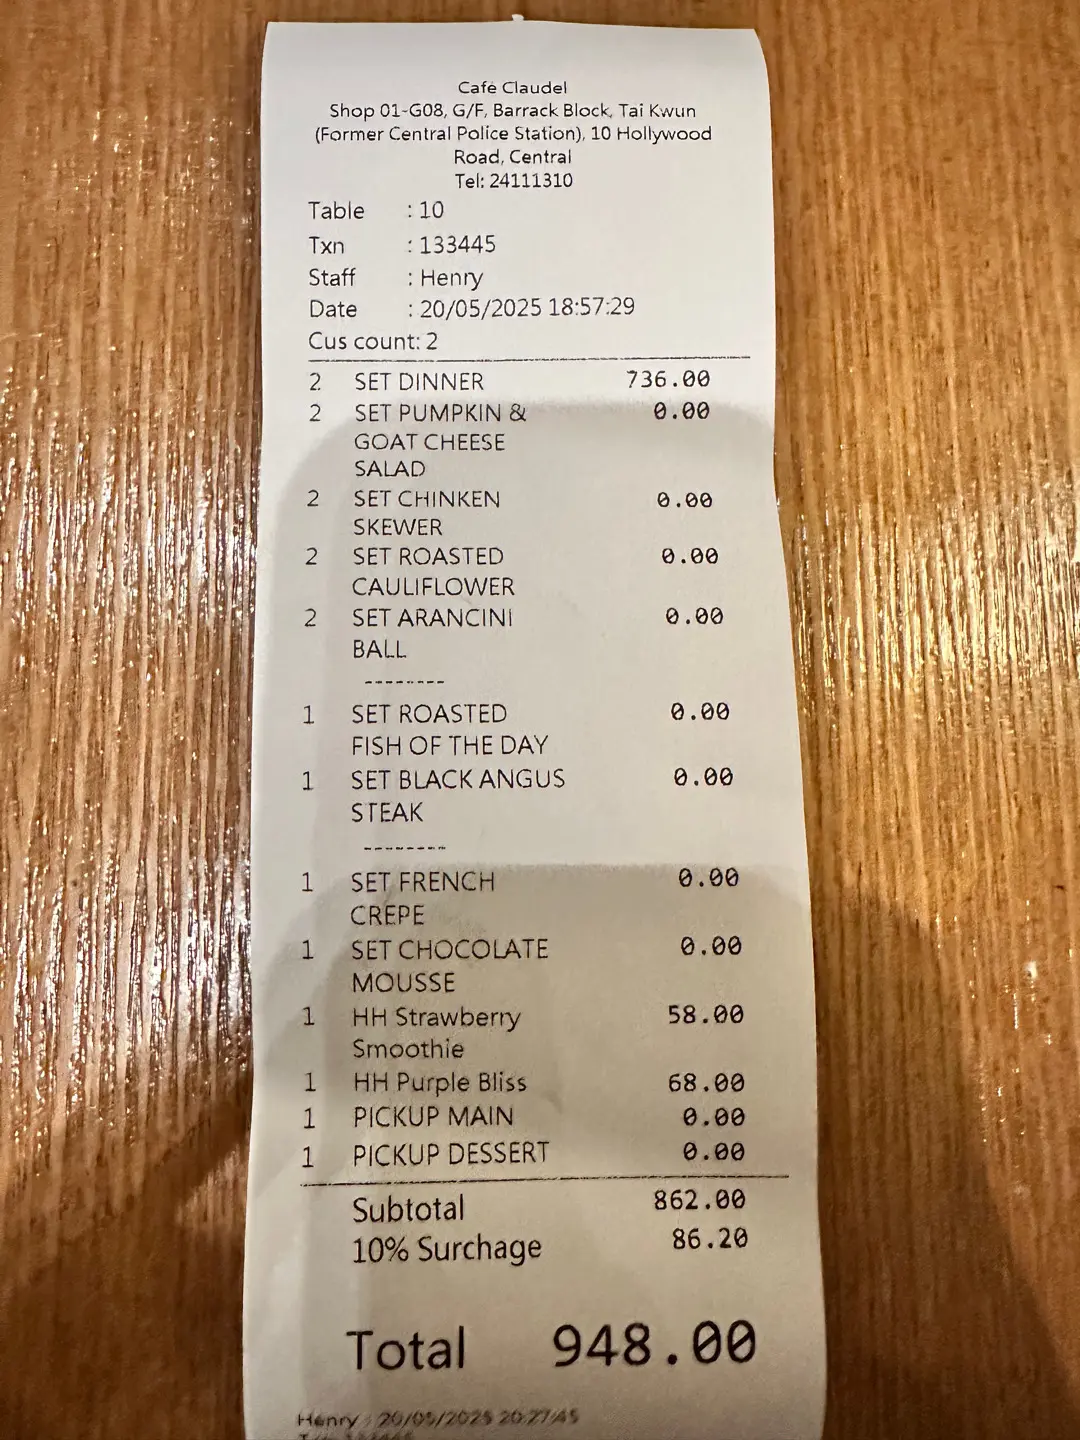 Café Claudel
Shop 01-G08, G/F, Barrack Block, Tai Kwun
(Former Central Police Station), 10 Hollywood
Road, Central
Tel: 24111310
Table : 10
Txn : 133445
Staff : Henry
Date : 20/05/2025 18:57:29
Cus count: 2
2 SET DINNER 736.00
2 SET PUMPKIN & 0.00
GOAT CHEESE
SALAD
2 SET CHINKEN 0.00
SKEWER
2 SET ROASTED 0.00
CAULIFLOWER
2 SET ARANCINI 0.00
BALL
--------
1 SET ROASTED 0.00
FISH OF THE DAY
1 SET BLACK ANGUS 0.00
STEAK
--------
1 SET FRENCH 0.00
CREPE
1 SET CHOCOLATE 0.00
MOUSSE
1 HH Strawberry 58.00
Smoothie
1 HH Purple Bliss 68.00
1 PICKUP MAIN 0.00
1 PICKUP DESSERT 0.00
Subtotal 862.00
10% Surchage 86.20
Total 948.00
Henry : 20/05/2025 20:27:45